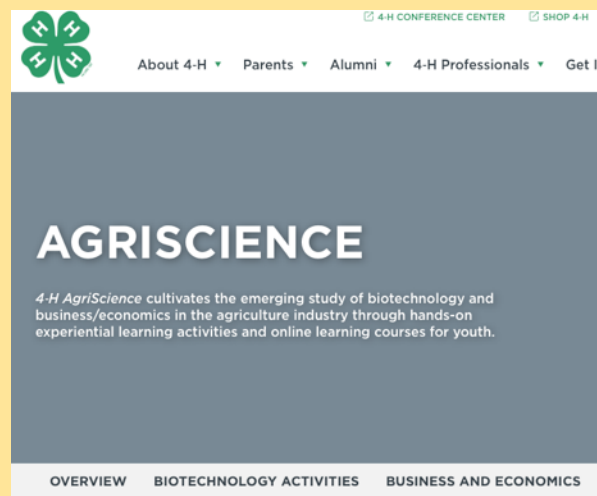 H H
H H
4-H CONFERENCE CENTER SHOP 4-H
About 4-H Parents Alumni 4-H Professionals Get
AGRISCIENCE
4-H AgriScience cultivates the emerging study of biotechnology and
business/economics in the agriculture industry through hands-on
experiential learning activities and online learning courses for youth.
OVERVIEW BIOTECHNOLOGY ACTIVITIES BUSINESS AND ECONOMICS